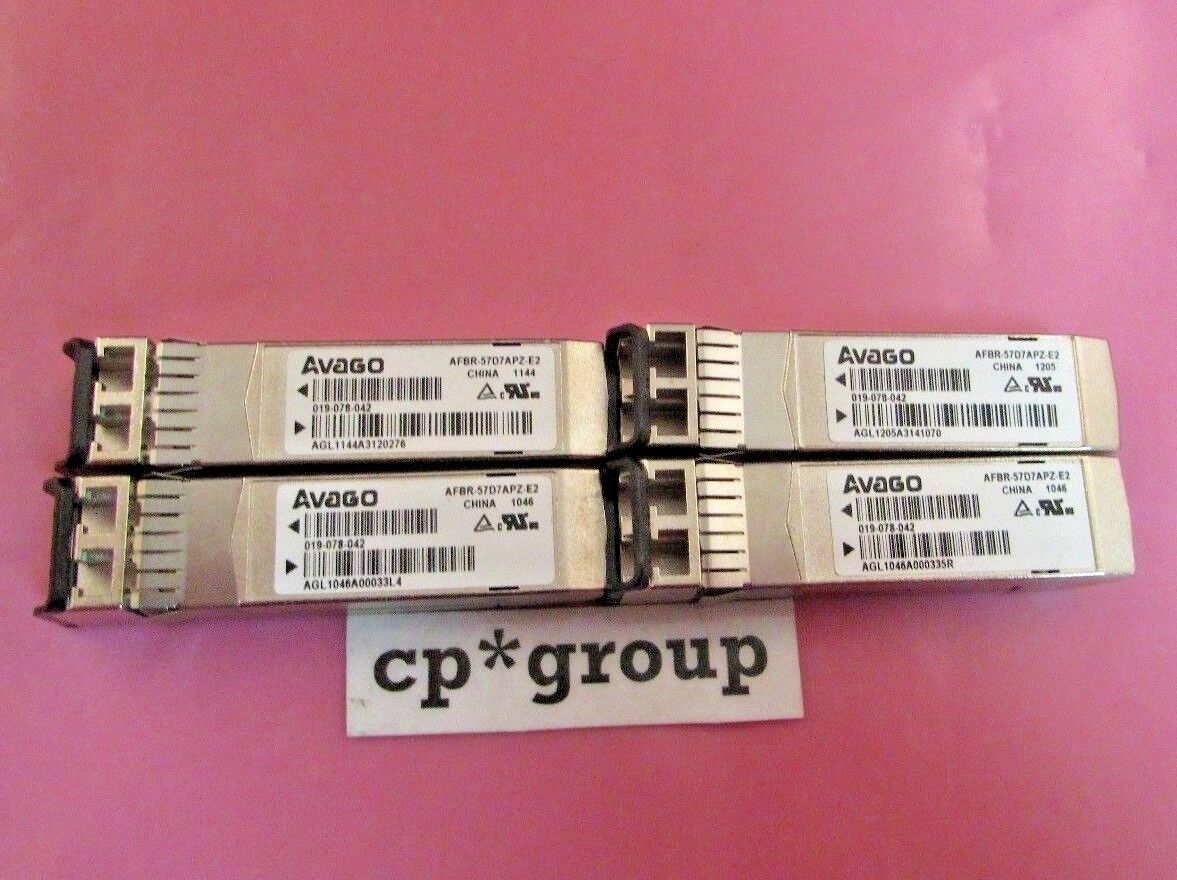 AVAGO AFBR-57D7APZ-E2
CHINA 1144
019-078-042
AGL1144A3120276
AVAGO AFBR-57D7APZ-E2
CHINA 1205
019-078-042
AGL1205A3141070
AVAGO AFBR-57D7APZ-E2
CHINA 1046
019-078-042
AGL1046A00033L4
AVAGO AFBR-57D7APZ-E2
CHINA 1046
019-078-042
AGL1046A000335R
cp*group